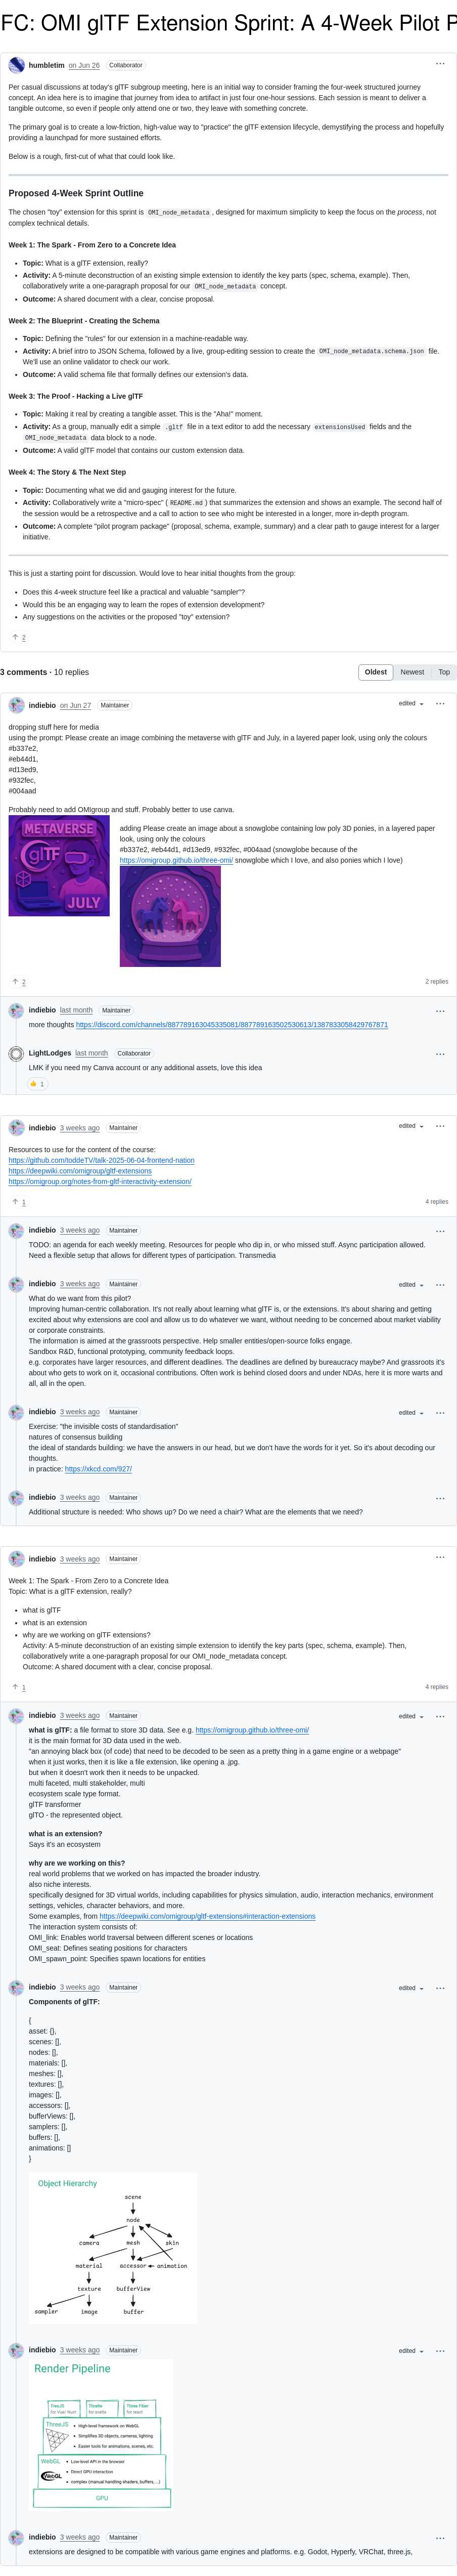 FC: OMI glTF Extension Sprint: A 4-Week Pilot P
humbletim on Jun 26 Collaborator
Per casual discussions at today's glTF subgroup meeting, here is an initial way to consider framing the four-week structured journey
concept. An idea here is to imagine that journey from idea to artifact in just four one-hour sessions. Each session is meant to deliver a
tangible outcome, so even if people only attend one or two, they leave with something concrete.
The primary goal is to create a low-friction, high-value way to "practice" the glTF extension lifecycle, demystifying the process and hopefully
providing a launchpad for more sustained efforts.
Below is a rough, first-cut of what that could look like.
Proposed 4-Week Sprint Outline
The chosen "toy" extension for this sprint is OMI_node_metadata, designed for maximum simplicity to keep the focus on the process, not
complex technical details.
Week 1: The Spark - From Zero to a Concrete Idea
• Topic: What is a glTF extension, really?
• Activity: A 5-minute deconstruction of an existing simple extension to identify the key parts (spec, schema, example). Then,
collaboratively write a one-paragraph proposal for our OMI_node_metadata concept.
• Outcome: A shared document with a clear, concise proposal.
Week 2: The Blueprint - Creating the Schema
• Topic: Defining the "rules" for our extension in a machine-readable way.
• Activity: A brief intro to JSON Schema, followed by a live, group-editing session to create the OMI_node_metadata.schema.json file.
We'll use an online validator to check our work.
• Outcome: A valid schema file that formally defines our extension's data.
Week 3: The Proof - Hacking a Live glTF
• Topic: Making it real by creating a tangible asset. This is the "Aha!" moment.
• Activity: As a group, manually edit a simple .gltf file in a text editor to add the necessary extensionsUsed fields and the
OMI_node_metadata data block to a node.
• Outcome: A valid glTF model that contains our custom extension data.
Week 4: The Story & The Next Step
• Topic: Documenting what we did and gauging interest for the future.
• Activity: Collaboratively write a "micro-spec" (README.md) that summarizes the extension and shows an example. The second half of
the session would be a retrospective and a call to action to see who might be interested in a longer, more in-depth program.
• Outcome: A complete "pilot program package" (proposal, schema, example, summary) and a clear path to gauge interest for a larger
initiative.
This is just a starting point for discussion. Would love to hear initial thoughts from the group:
• Does this 4-week structure feel like a practical and valuable "sampler"?
• Would this be an engaging way to learn the ropes of extension development?
• Any suggestions on the activities or the proposed "toy" extension?
2
3 comments · 10 replies
Oldest Newest Top
indiebio on Jun 27 Maintainer edited
dropping stuff here for media
using the prompt: Please create an image combining the metaverse with glTF and July, in a layered paper look, using only the colours
#b337e2,
#eb44d1,
#d13ed9,
#932fec,
#004aad
Probably need to add OMIgroup and stuff. Probably better to use canva.
METAVERSE
glTF
JULY
adding Please create an image about a snowglobe containing low poly 3D ponies, in a layered paper
look, using only the colours
#b337e2, #eb44d1, #d13ed9, #932fec, #004aad (snowglobe because of the
https://omigroup.github.io/three-omi/ snowglobe which I love, and also ponies which I love)
2
2 replies
indiebio last month Maintainer
more thoughts https://discord.com/channels/887789163045335081/887789163502530613/1387833058429767871
LightLodges last month Collaborator
LMK if you need my Canva account or any additional assets, love this idea
👍 1
indiebio 3 weeks ago Maintainer edited
Resources to use for the content of the course:
https://github.com/toddeTV/talk-2025-06-04-frontend-nation
https://deepwiki.com/omigroup/gltf-extensions
https://omigroup.org/notes-from-gltf-interactivity-extension/
1
4 replies
indiebio 3 weeks ago Maintainer
TODO: an agenda for each weekly meeting. Resources for people who dip in, or who missed stuff. Async participation allowed.
Need a flexible setup that allows for different types of participation. Transmedia
indiebio 3 weeks ago Maintainer edited
What do we want from this pilot?
Improving human-centric collaboration. It's not really about learning what glTF is, or the extensions. It's about sharing and getting
excited about why extensions are cool and allow us to do whatever we want, without needing to be concerned about market viability
or corporate constraints.
The information is aimed at the grassroots perspective. Help smaller entities/open-source folks engage.
Sandbox R&D, functional prototyping, community feedback loops.
e.g. corporates have larger resources, and different deadlines. The deadlines are defined by bureaucracy maybe? And grassroots it's
about who gets to work on it, occasional contributions. Often work is behind closed doors and under NDAs, here it is more warts and
all, all in the open.
indiebio 3 weeks ago Maintainer edited
Exercise: "the invisible costs of standardisation"
natures of consensus building
the ideal of standards building: we have the answers in our head, but we don't have the words for it yet. So it's about decoding our
thoughts.
in practice: https://xkcd.com/927/
indiebio 3 weeks ago Maintainer
Additional structure is needed: Who shows up? Do we need a chair? What are the elements that we need?
indiebio 3 weeks ago Maintainer
Week 1: The Spark - From Zero to a Concrete Idea
Topic: What is a glTF extension, really?
• what is glTF
• what is an extension
• why are we working on glTF extensions?
Activity: A 5-minute deconstruction of an existing simple extension to identify the key parts (spec, schema, example). Then,
collaboratively write a one-paragraph proposal for our OMI_node_metadata concept.
Outcome: A shared document with a clear, concise proposal.
1
4 replies
indiebio 3 weeks ago Maintainer edited
what is glTF: a file format to store 3D data. See e.g. https://omigroup.github.io/three-omi/
it is the main format for 3D data used in the web.
"an annoying black box (of code) that need to be decoded to be seen as a pretty thing in a game engine or a webpage"
when it just works, then it is like a file extension, like opening a .jpg.
but when it doesn't work then it needs to be unpacked.
multi faceted, multi stakeholder, multi
ecosystem scale type format.
glTF transformer
glTO - the represented object.
what is an extension?
Says it's an ecosystem
why are we working on this?
real world problems that we worked on has impacted the broader industry.
also niche interests.
specifically designed for 3D virtual worlds, including capabilities for physics simulation, audio, interaction mechanics, environment
settings, vehicles, character behaviors, and more.
Some examples, from https://deepwiki.com/omigroup/gltf-extensions#interaction-extensions
The interaction system consists of:
OMI_link: Enables world traversal between different scenes or locations
OMI_seat: Defines seating positions for characters
OMI_spawn_point: Specifies spawn locations for entities
indiebio 3 weeks ago Maintainer edited
Components of glTF:
{
asset: {},
scenes: [],
nodes: [],
materials: [],
meshes: [],
textures: [],
images: [],
accessors: [],
bufferViews: [],
samplers: [],
buffers: [],
animations: []
}
Object Hierarchy
scene
node
camera mesh skin
material accessor animation
texture bufferView
sampler image buffer
indiebio 3 weeks ago Maintainer edited
Render Pipeline
TresJS Threlte Three Fiber
for Vue/ Nuxt for svelte for react
ThreeJS
• High-level framework on WebGL
• Simplifies 3D objects, cameras, lighting
• Easier tools for animations, scenes, etc.
WebGL
• Low-level API in the browser
• Direct GPU interaction
• complex (manual handling shaders, buffers, ...)
WebGL
GPU
indiebio 3 weeks ago Maintainer
extensions are designed to be compatible with various game engines and platforms. e.g. Godot, Hyperfy, VRChat, three.js,